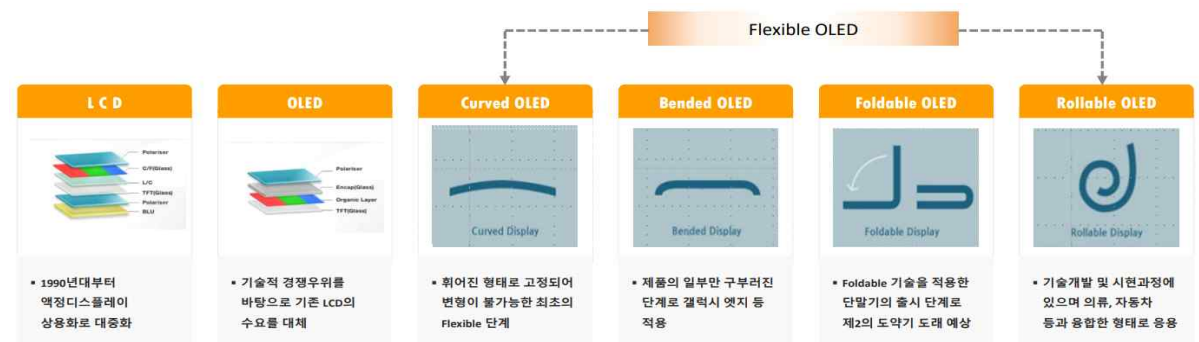 Flexible OLED
L C D
OLED
Curved OLED
Bended OLED
Foldable OLED
Rollable OLED
Polariser
C/F(Glass)
L/C
TFT(Glass)
Polariser
BLU
Polariser
Encap(Glass)
Organic Layer
TFT(Glass)
Curved Display
Bended Display
Foldable Display
Rollable Display
▪ 1990년대부터
액정디스플레이
상용화로 대중화
▪ 기술적 경쟁우위를
바탕으로 기존 LCD의
수요를 대체
▪ 휘어진 형태로 고정되어
변형이 불가능한 최초의
Flexible 단계
▪ 제품의 일부만 구부러진
단계로 갤럭시 엣지 등
적용
▪ Foldable 기술을 적용한
단말기의 출시 단계로
제2의 도약기 도래 예상
▪ 기술개발 및 시현과정에
있으며 의류, 자동차
등과 융합한 형태로 응용